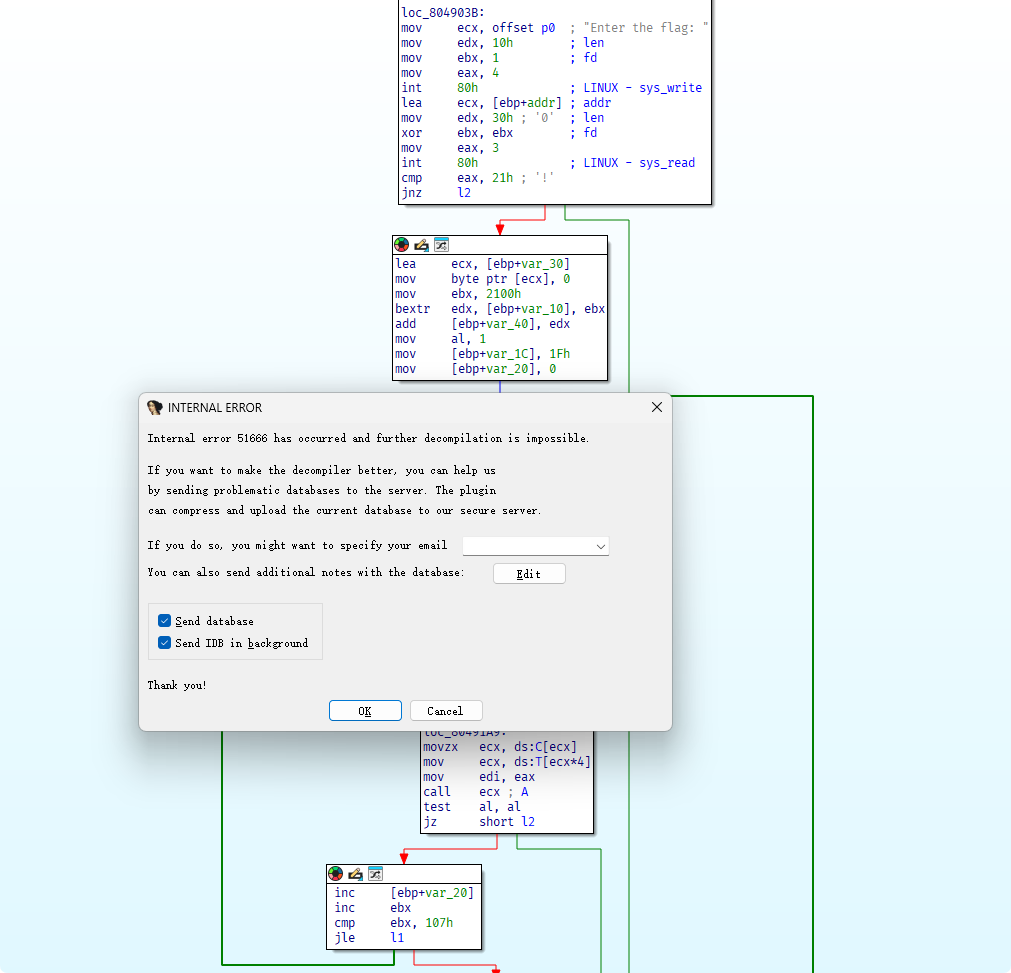 loc_804903B:
mov ecx, offset p0 ; "Enter the flag: "
mov edx, 10h ; len
mov ebx, 1 ; fd
mov eax, 4
int 80h ; LINUX - sys_write
lea ecx, [ebp+addr] ; addr
mov edx, 30h ; '0' ; len
xor ebx, ebx ; fd
mov eax, 3
int 80h ; LINUX - sys_read
cmp eax, 21h ; '!'
jnz l2
lea ecx, [ebp+var_30]
mov byte ptr [ecx], 0
mov ebx, 2100h
bextr edx, [ebp+var_10], ebx
add [ebp+var_40], edx
mov al, 1
mov [ebp+var_1C], 1Fh
mov [ebp+var_20], 0
INTERNAL ERROR
Internal error 51666 has occurred and further decompilation is impossible.
If you want to make the decompiler better, you can help us
by sending problematic databases to the server. The plugin
can compress and upload the current database to our secure server.
If you do so, you might want to specify your email
You can also send additional notes with the database:
Edit
Send database
Send IDB in background
Thank you!
OK
Cancel
loc_80491A9:
movzx ecx, ds:C[ecx]
mov ecx, ds:T[ecx*4]
mov edi, eax
call ecx ; A
test al, al
jz short l2
inc [ebp+var_20]
inc ebx
cmp ebx, 107h
jle l1